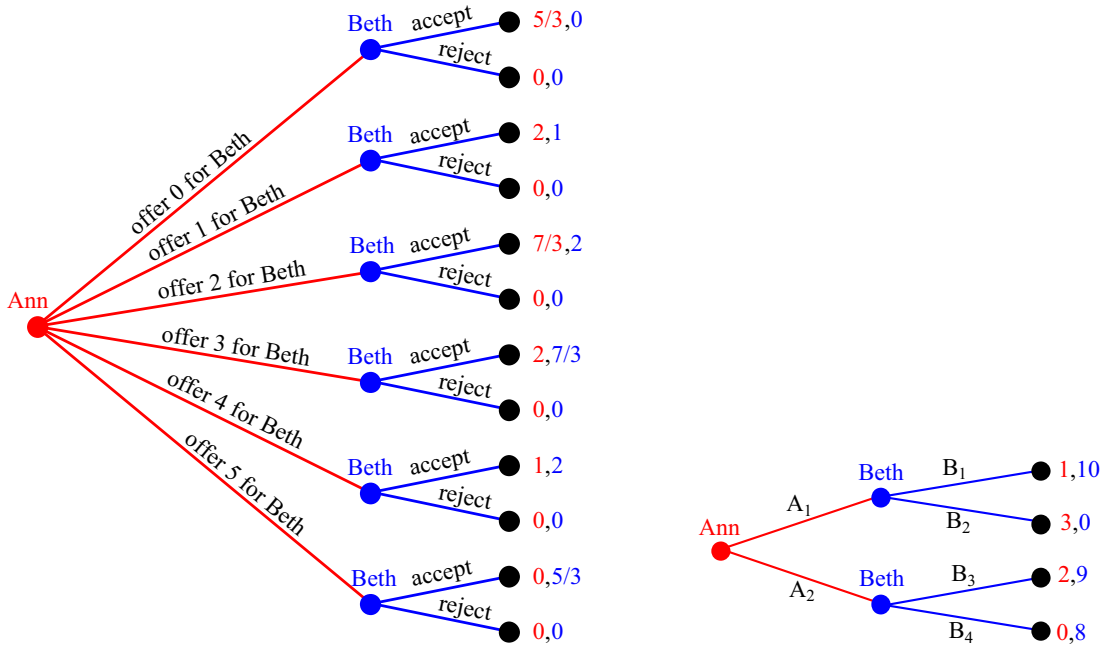 Beth
accept
5/3,0
reject
0,0
offer 0 for Beth
Beth
accept
2,1
reject
0,0
offer 1 for Beth
Beth
accept
7/3,2
reject
0,0
offer 2 for Beth
Ann
Beth
accept
2,7/3
reject
0,0
offer 3 for Beth
Beth
accept
1,2
reject
0,0
offer 4 for Beth
Beth
accept
0,5/3
reject
0,0
offer 5 for Beth
Ann
A1
Beth
B1
1,10
B2
3,0
A2
Beth
B3
2,9
B4
0,8